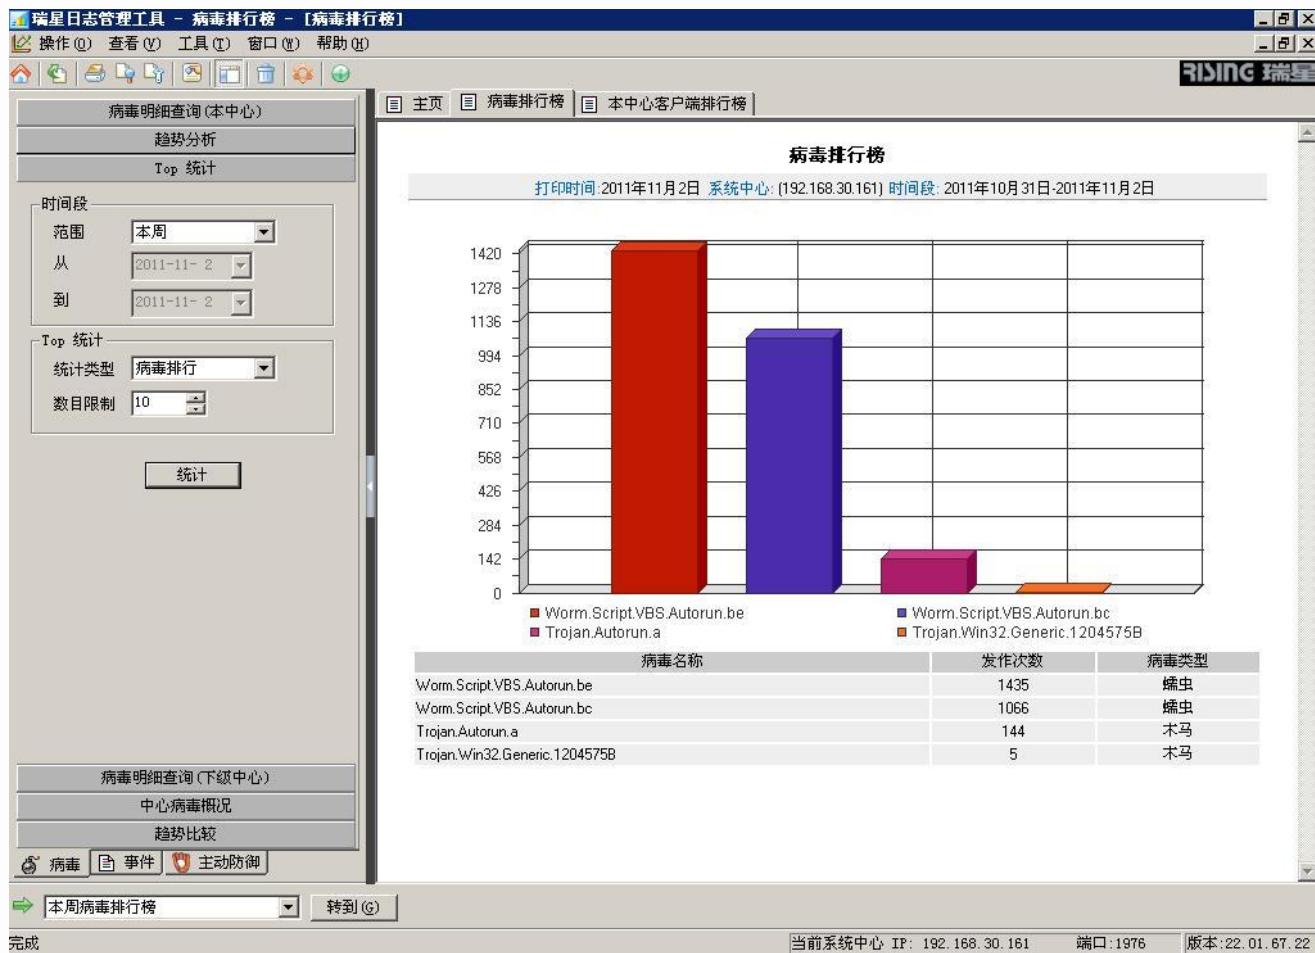 瑞星日志管理工具 - 病毒排行榜 - [病毒排行榜]
操作(O) 查看(V) 工具(T) 窗口(W) 帮助(H)
RISING 瑞星
病毒明细查询(本中心)
趋势分析
Top 统计
时间段
范围 本周
从 2011-11- 2
到 2011-11- 2
Top 统计
统计类型 病毒排行
数目限制 10
统计
病毒明细查询(下级中心)
中心病毒概况
趋势比较
病毒 事件 主动防御
主页 病毒排行榜 本中心客户端排行榜
病毒排行榜
打印时间:2011年11月2日 系统中心: (192.168.30.161) 时间段: 2011年10月31日-2011年11月2日
1420
1278
1136
994
852
710
568
426
284
142
0
Worm.Script.VBS.Autorun.be Worm.Script.VBS.Autorun.bc
Trojan.Autorun.a Trojan.Win32.Generic.1204575B
病毒名称 发作次数 病毒类型
Worm.Script.VBS.Autorun.be 1435 蠕虫
Worm.Script.VBS.Autorun.bc 1066 蠕虫
Trojan.Autorun.a 144 木马
Trojan.Win32.Generic.1204575B 5 木马
本周病毒排行榜 转到(G)
完成 当前系统中心 IP: 192.168.30.161 端口:1976 版本:22.01.67.22